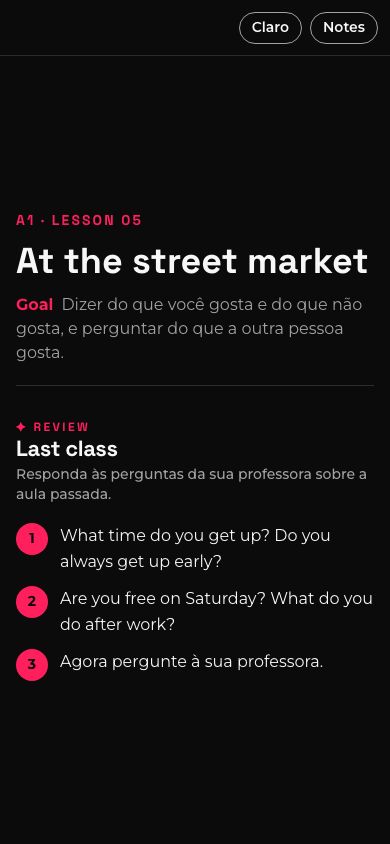 Claro
Notes
A1 · LESSON 05
At the street market
Goal Dizer do que você gosta e do que não
gosta, e perguntar do que a outra pessoa
gosta.
✦ REVIEW
Last class
Responda às perguntas da sua professora sobre a
aula passada.
1 What time do you get up? Do you
always get up early?
2 Are you free on Saturday? What do you
do after work?
3 Agora pergunte à sua professora.